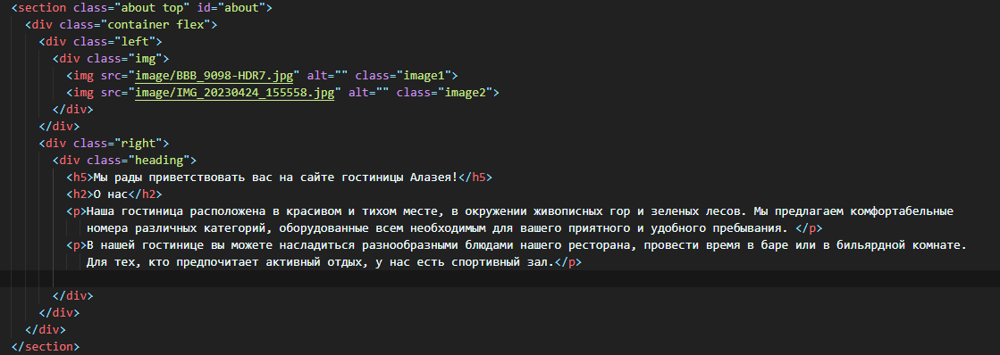 <section class="about top" id="about">
<div class="container flex">
<div class="left">
<div class="img">
<img src="image/BBB_9098-HDR7.jpg" alt="" class="image1">
<img src="image/IMG_20230424_155558.jpg" alt="" class="image2">
</div>
</div>
<div class="right">
<div class="heading">
<h5>Мы рады приветствовать вас на сайте гостиницы Алазея!</h5>
<h2>О нас</h2>
<p>Наша гостиница расположена в красивом и тихом месте, в окружении живописных гор и зеленых лесов. Мы предлагаем комфортабельные
номера различных категорий, оборудованные всем необходимым для вашего приятного и удобного пребывания. </p>
<p>В нашей гостинице вы можете насладиться разнообразными блюдами нашего ресторана, провести время в баре или в бильярдной комнате.
Для тех, кто предпочитает активный отдых, у нас есть спортивный зал.</p>
</div>
</div>
</div>
</section>